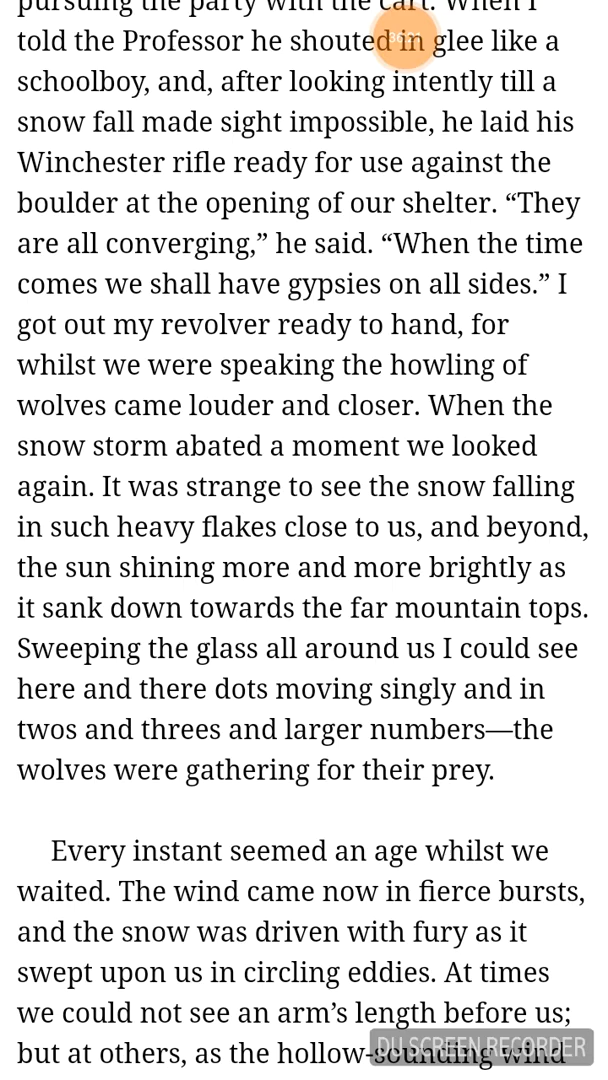 pursuing the party with the cart. When I
told the Professor he shouted in glee like a
schoolboy, and, after looking intently till a
snow fall made sight impossible, he laid his
Winchester rifle ready for use against the
boulder at the opening of our shelter. “They
are all converging,” he said. “When the time
comes we shall have gypsies on all sides.” I
got out my revolver ready to hand, for
whilst we were speaking the howling of
wolves came louder and closer. When the
snow storm abated a moment we looked
again. It was strange to see the snow falling
in such heavy flakes close to us, and beyond,
the sun shining more and more brightly as
it sank down towards the far mountain tops.
Sweeping the glass all around us I could see
here and there dots moving singly and in
twos and threes and larger numbers—the
wolves were gathering for their prey.
Every instant seemed an age whilst we
waited. The wind came now in fierce bursts,
and the snow was driven with fury as it
swept upon us in circling eddies. At times
we could not see an arm’s length before us;
but at others, as the hollow-sounding wind
DU SCREEN RECORDER